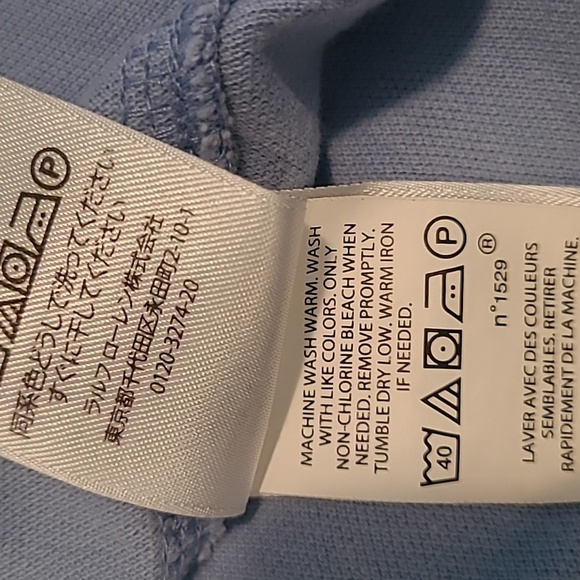 同系色どうしで洗ってください
すぐに干してください
ラルフ ローレン株式会社
東京都千代田区永田町2-10-1
0120-3274-20
P
MACHINE WASH WARM. WASH
WITH LIKE COLORS. ONLY
NON-CHLORINE BLEACH WHEN
NEEDED. REMOVE PROMPTLY.
TUMBLE DRY LOW. WARM IRON
IF NEEDED.
40
P
®
n°1529
LAVER AVEC DES COULEURS
SEMBLABLES. RETIRER
RAPIDEMENT DE LA MACHINE.